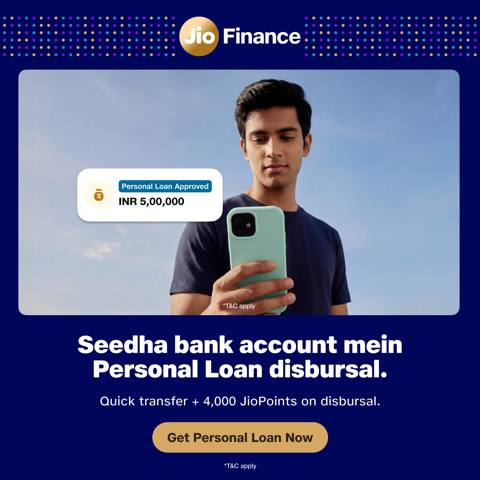 Jio Finance
Personal Loan Approved
INR 5,00,000
*T&C apply
Seedha bank account mein
Personal Loan disbursal.
Quick transfer + 4,000 JioPoints on disbursal.
Get Personal Loan Now
*T&C apply